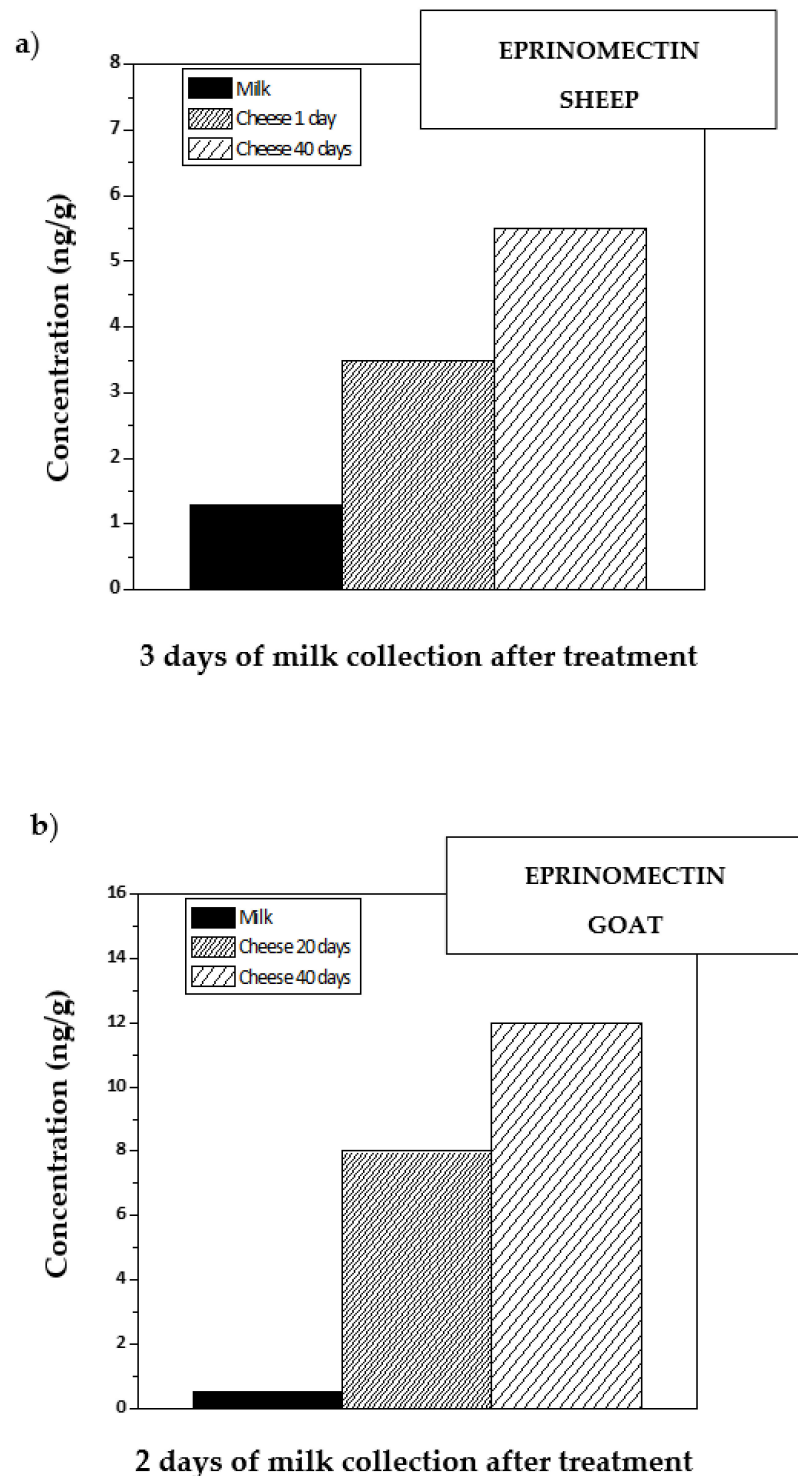 a)
EPRINOMECTIN
SHEEP
8
7
6
5
4
3
2
1
0
Concentration (ng/g)
Milk
Cheese 1 day
Cheese 40 days
3 days of milk collection after treatment
b)
EPRINOMECTIN
GOAT
16
14
12
10
8
6
4
2
0
Concentration (ng/g)
Milk
Cheese 20 days
Cheese 40 days
2 days of milk collection after treatment